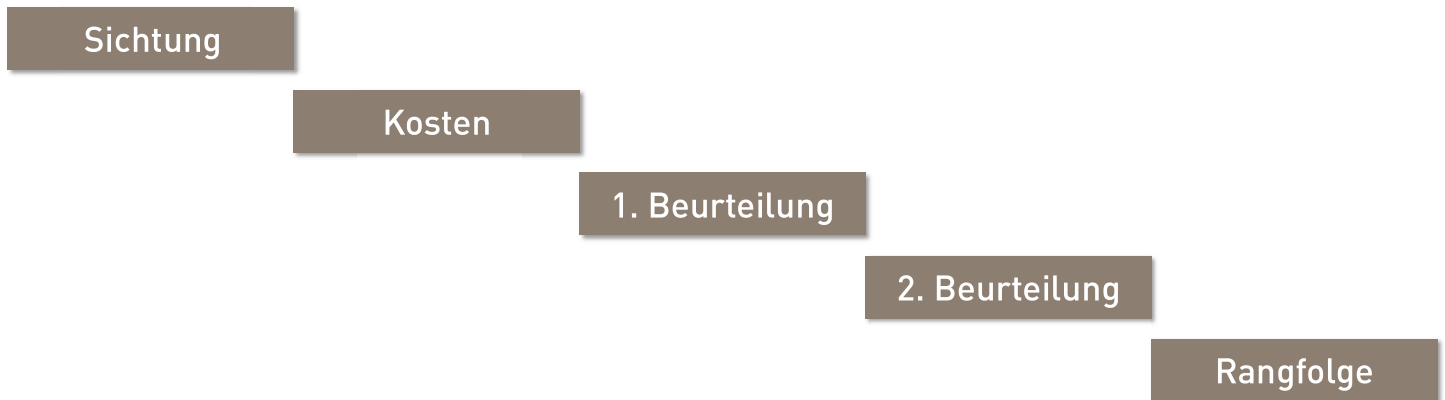 Sichtung
Kosten
1. Beurteilung
2. Beurteilung
Rangfolge